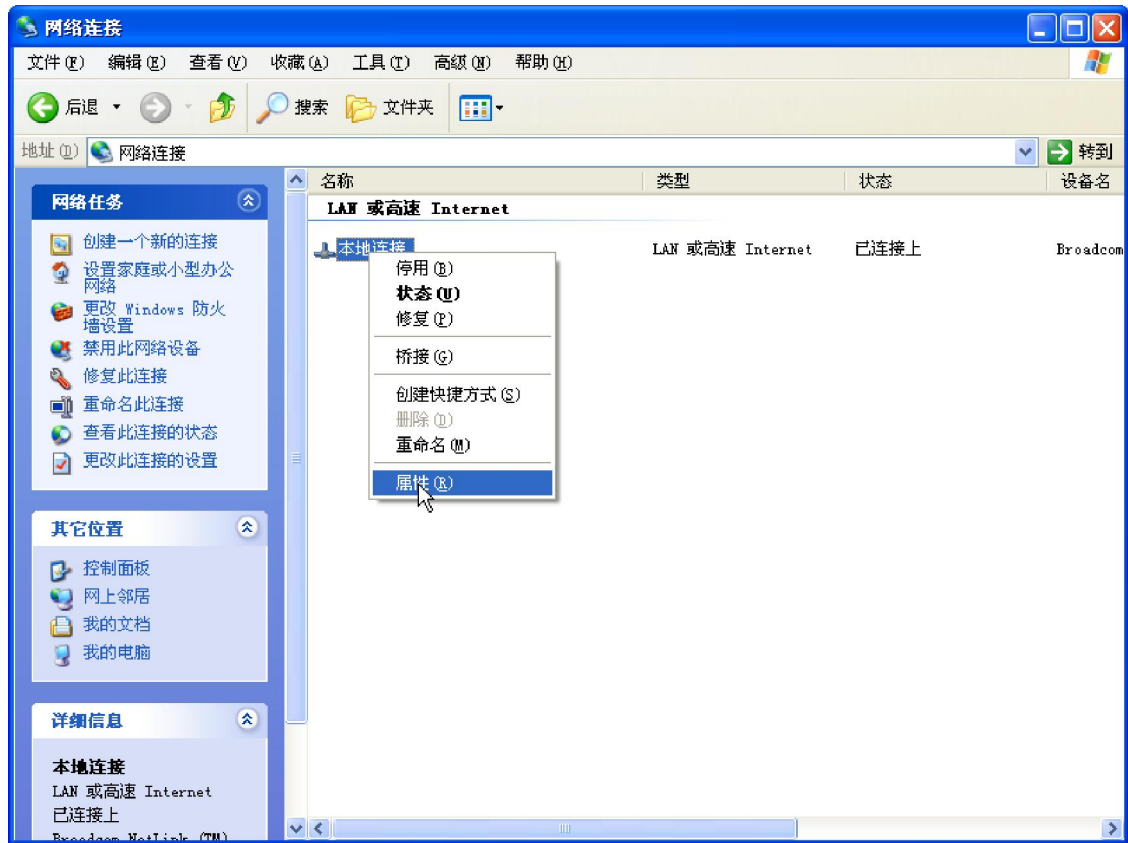 网络连接
文件(F) 编辑(E) 查看(V) 收藏(A) 工具(T) 高级(N) 帮助(H)
后退 搜索 文件夹
地址(D) 网络连接 转到
名称 类型 状态 设备名
LAN 或高速 Internet
本地连接 LAN 或高速 Internet 已连接上 Broadcom
停用(B)
状态(U)
修复(P)
桥接(G)
创建快捷方式(S)
删除(D)
重命名(M)
属性(R)
网络任务
创建一个新的连接
设置家庭或小型办公
网络
更改 Windows 防火
墙设置
禁用此网络设备
修复此连接
重命名此连接
查看此连接的状态
更改此连接的设置
其它位置
控制面板
网上邻居
我的文档
我的电脑
详细信息
本地连接
LAN 或高速 Internet
已连接上
Broadcom NetLink (TM)